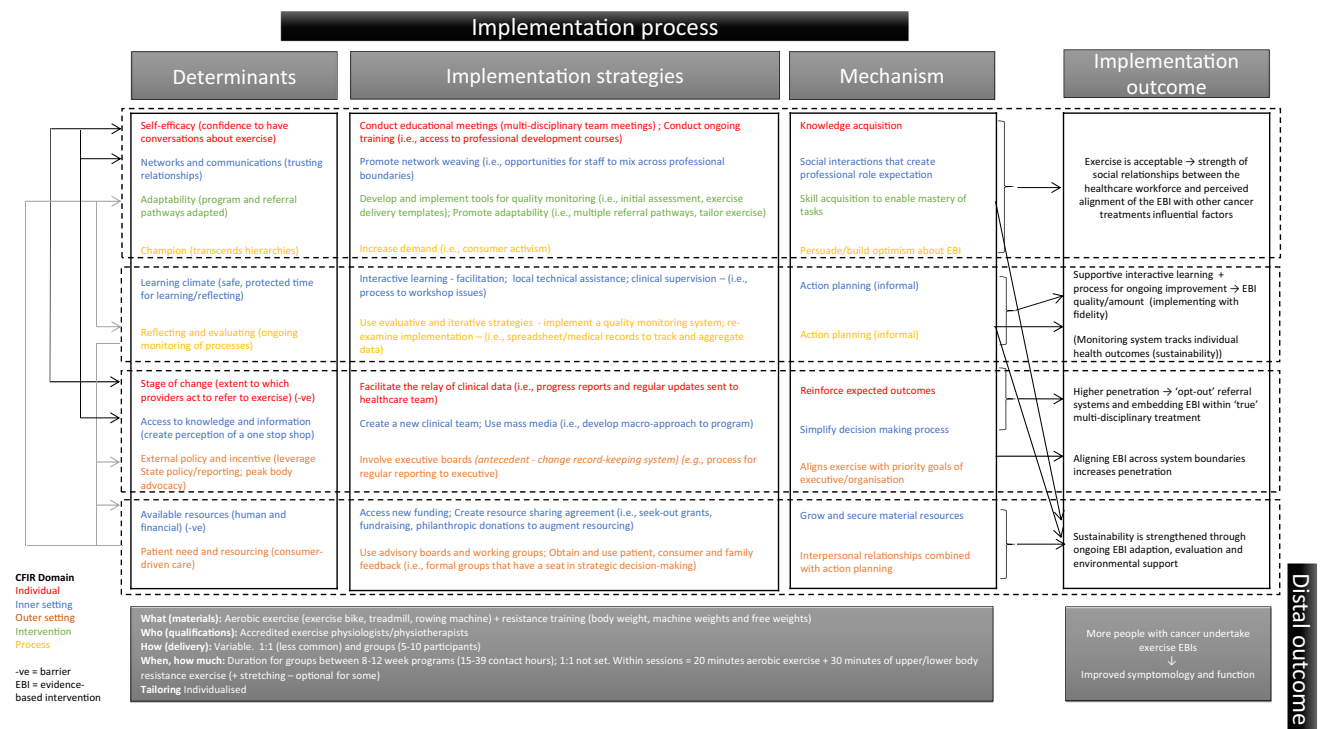 Implementation process
Determinants
Implementation strategies
Mechanism
Implementation
outcome
Self-efficacy (confidence to have
conversations about exercise)
Conduct educational meetings (multi-disciplinary team meetings) ; Conduct ongoing
training (i.e., access to professional development courses)
Knowledge acquisition
Networks and communications (trusting
relationships)
Promote network weaving (i.e., opportunities for staff to mix across professional
boundaries)
Social interactions that create
professional role expectation
Adaptability (program and referral
pathways adapted)
Develop and implement tools for quality monitoring (i.e., initial assessment, exercise
delivery templates); Promote adaptability (i.e., multiple referral pathways, tailor exercise)
Skill acquisition to enable mastery of
tasks
Champion (transcends hierarchies)
Increase demand (i.e., consumer activism)
Persuade/build optimism about EBI
Exercise is acceptable → strength of
social relationships between the
healthcare workforce and perceived
alignment of the EBI with other cancer
treatments influential factors
Learning climate (safe, protected time
for learning/reflecting)
Interactive learning - facilitation; local technical assistance; clinical supervision – (i.e.,
process to workshop issues)
Action planning (informal)
Reflecting and evaluating (ongoing
monitoring of processes)
Use evaluative and iterative strategies - implement a quality monitoring system; re-
examine implementation – (i.e., spreadsheet/medical records to track and aggregate
data)
Action planning (informal)
Supportive interactive learning +
process for ongoing improvement → EBI
quality/amount (implementing with
fidelity)
(Monitoring system tracks individual
health outcomes (sustainability))
Stage of change (extent to which
providers act to refer to exercise) (-ve)
Facilitate the relay of clinical data (i.e., progress reports and regular updates sent to
healthcare team)
Reinforce expected outcomes
Access to knowledge and information
(create perception of a one stop shop)
Create a new clinical team; Use mass media (i.e., develop macro-approach to program)
Simplify decision making process
External policy and incentive (leverage
State policy/reporting; peak body
advocacy)
Involve executive boards (antecedent - change record-keeping system) (e.g., process for
regular reporting to executive)
Aligns exercise with priority goals of
executive/organisation
Higher penetration → ‘opt-out’ referral
systems and embedding EBI within ‘true’
multi-disciplinary treatment
Aligning EBI across system boundaries
increases penetration
Available resources (human and
financial) (-ve)
Access new funding; Create resource sharing agreement (i.e., seek-out grants,
fundraising, philanthropic donations to augment resourcing)
Grow and secure material resources
Patient need and resourcing (consumer-
driven care)
Use advisory boards and working groups; Obtain and use patient, consumer and family
feedback (i.e., formal groups that have a seat in strategic decision-making)
Interpersonal relationships combined
with action planning
Sustainability is strengthened through
ongoing EBI adaption, evaluation and
environmental support
CFIR Domain
Individual
Inner setting
Outer setting
Intervention
Process
-ve = barrier
EBI = evidence-
based intervention
What (materials): Aerobic exercise (exercise bike, treadmill, rowing machine) + resistance training (body weight, machine weights and free weights)
Who (qualifications): Accredited exercise physiologists/physiotherapists
How (delivery): Variable. 1:1 (less common) and groups (5-10 participants)
When, how much: Duration for groups between 8-12 week programs (15-39 contact hours); 1:1 not set. Within sessions = 20 minutes aerobic exercise + 30 minutes of upper/lower body
resistance exercise (+ stretching – optional for some)
Tailoring Individualised
More people with cancer undertake
exercise EBIs
↓
Improved symptomology and function
Distal outcome